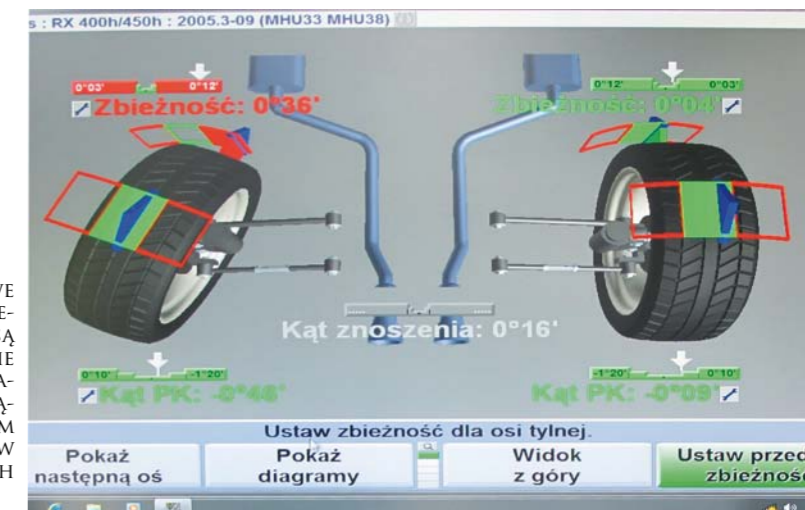 s : RX 400h/450h : 2005.3-09 (MHU33 MHU38)
0°03' 0°12'
Zbieżność: 0°36'
0°12' 0°03'
Zbieżność: 0°04'
Kąt znoszenia: 0°16'
0°10' -1°20'
Kąt PK: -0°46'
-1°20' 0°10'
Kąt PK: -0°09'
Ustaw zbieżność dla osi tylnej.
Pokaż
następną oś
Pokaż
diagramy
Widok
z góry
Ustaw przed
zbieżność
WE
E-
SĄ
IE
A-
Ą-
M
W
H